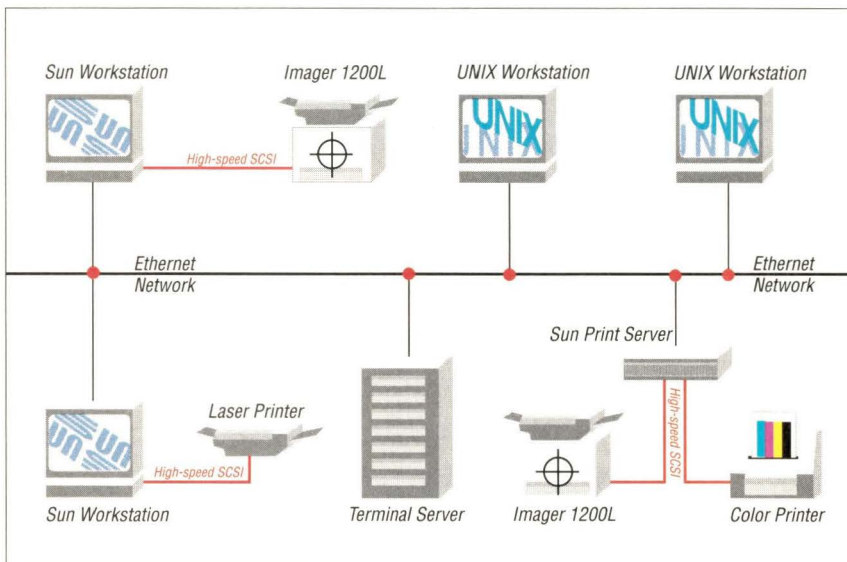 Sun Workstation
Imager 1200L
UNIX Workstation
UNIX Workstation
UNIX
UNIX
High-speed SCSI
Ethernet
Network
Ethernet
Network
Sun Print Server
Laser Printer
High-speed SCSI
High-speed SCSI
Sun Workstation
Terminal Server
Imager 1200L
Color Printer